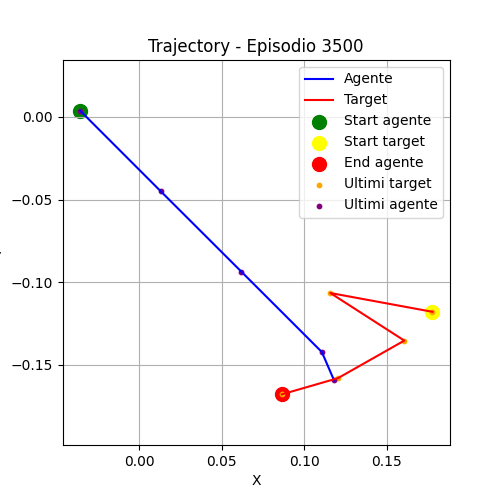 Trajectory - Episodio 3500
Agente
Target
Start agente
Start target
End agente
Ultimi target
Ultimi agente
0.00
−0.05
−0.10
−0.15
0.00
0.05
0.10
0.15
X